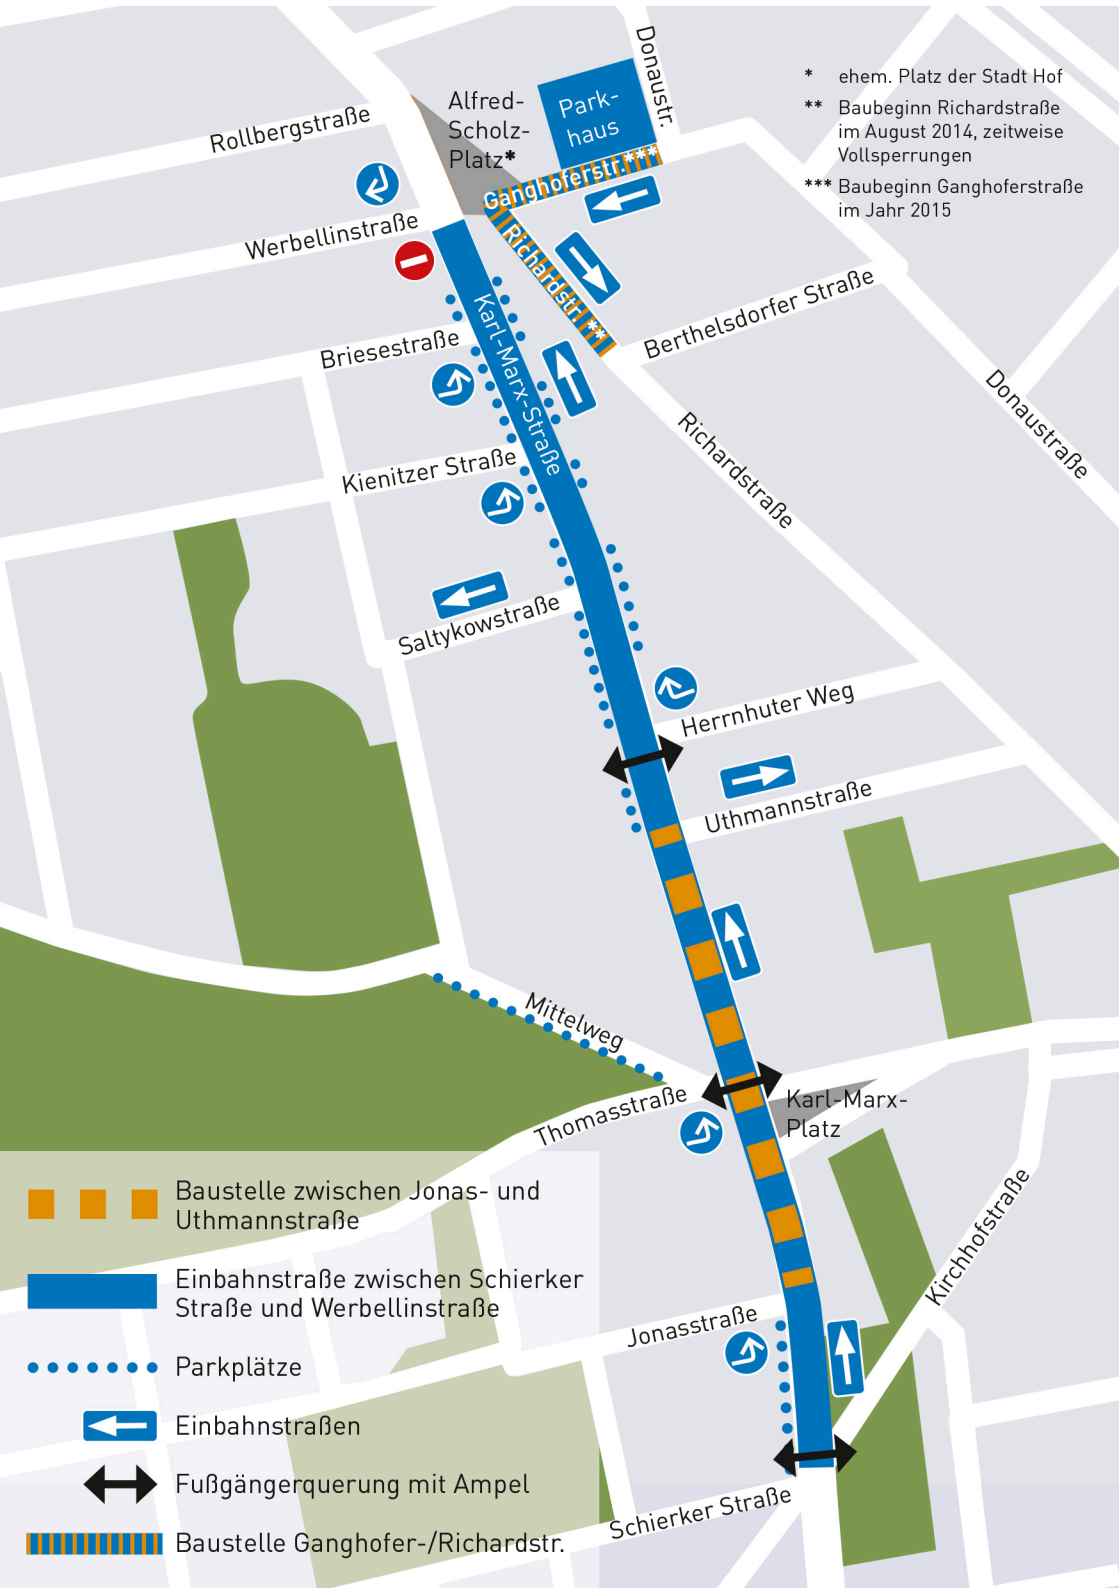 Donaustr.
* ehem. Platz der Stadt Hof
** Baubeginn Richardstraße
im August 2014, zeitweise
Vollsperrungen
*** Baubeginn Ganghoferstraße
im Jahr 2015
Alfred-
Scholz-
Platz*
Park-
haus
Rollbergstraße
Ganghoferstr.***
Werbellinstraße
Richardstr. **
Berthelsdorfer Straße
Karl-Marx-Straße
Briesestraße
Donaustraße
Richardstraße
Kienitzer Straße
Saltykowstraße
Herrnhuter Weg
Uthmannstraße
Mittelweg
Thomasstraße
Karl-Marx-
Platz
Kirchhofstraße
Jonasstraße
Schierker Straße
Baustelle zwischen Jonas- und
Uthmannstraße
Einbahnstraße zwischen Schierker
Straße und Werbellinstraße
Parkplätze
Einbahnstraßen
Fußgängerquerung mit Ampel
Baustelle Ganghofer-/Richardstr.